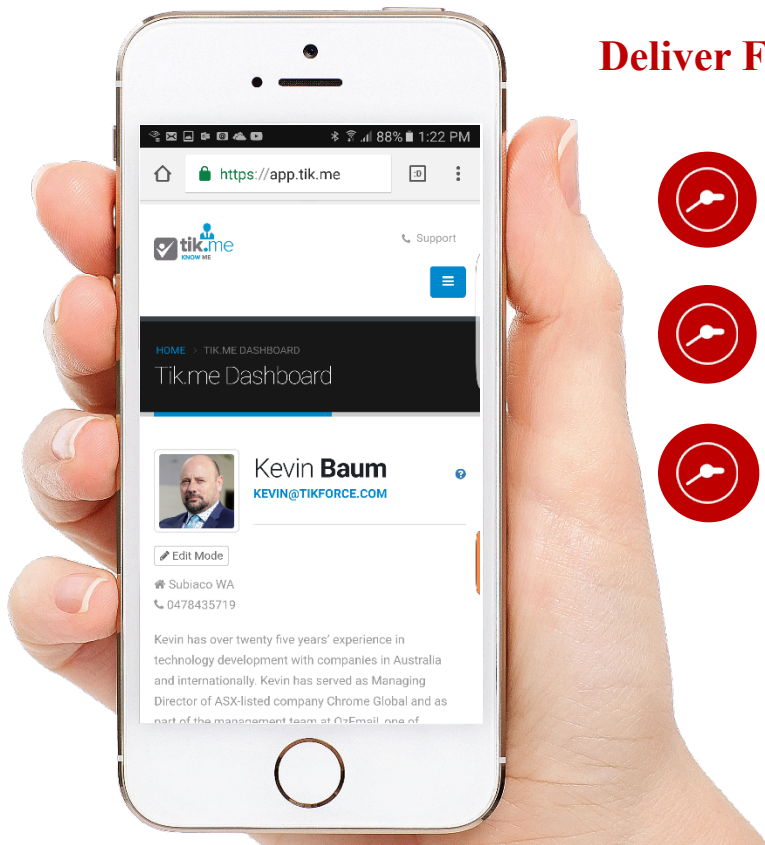 Deliver F
88% 1:22 PM
https://app.tik.me
:D
tik.me
KNOW ME
Support
HOME > TIK.ME DASHBOARD
Tik.me Dashboard
Kevin Baum
KEVIN@TIKFORCE.COM
Edit Mode
Subiaco WA
0478435719
Kevin has over twenty five years’ experience in
technology development with companies in Australia
and internationally. Kevin has served as Managing
Director of ASX-listed company Chrome Global and as
part of the management team at OzEmail, one of